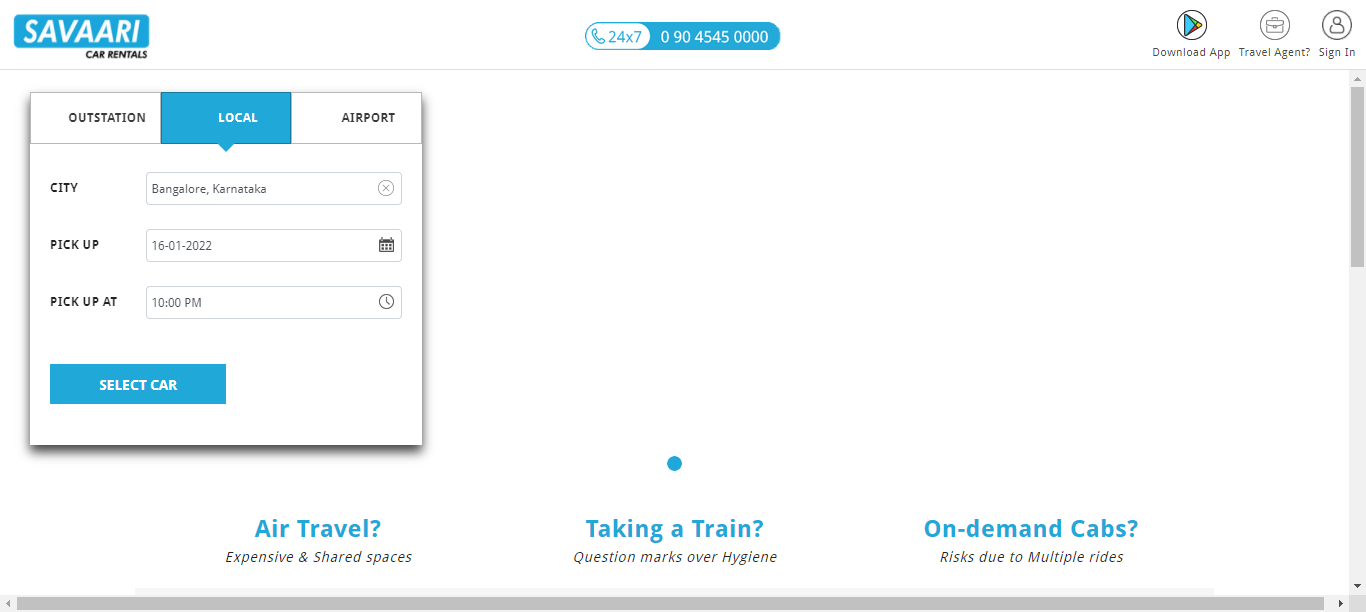 SAVAARI
CAR RENTALS
24x7 0 90 4545 0000
Download App Travel Agent? Sign In
OUTSTATION LOCAL AIRPORT
CITY Bangalore, Karnataka
PICK UP 16-01-2022
PICK UP AT 10:00 PM
SELECT CAR
Air Travel? Taking a Train? On-demand Cabs?
Expensive & Shared spaces Question marks over Hygiene Risks due to Multiple rides